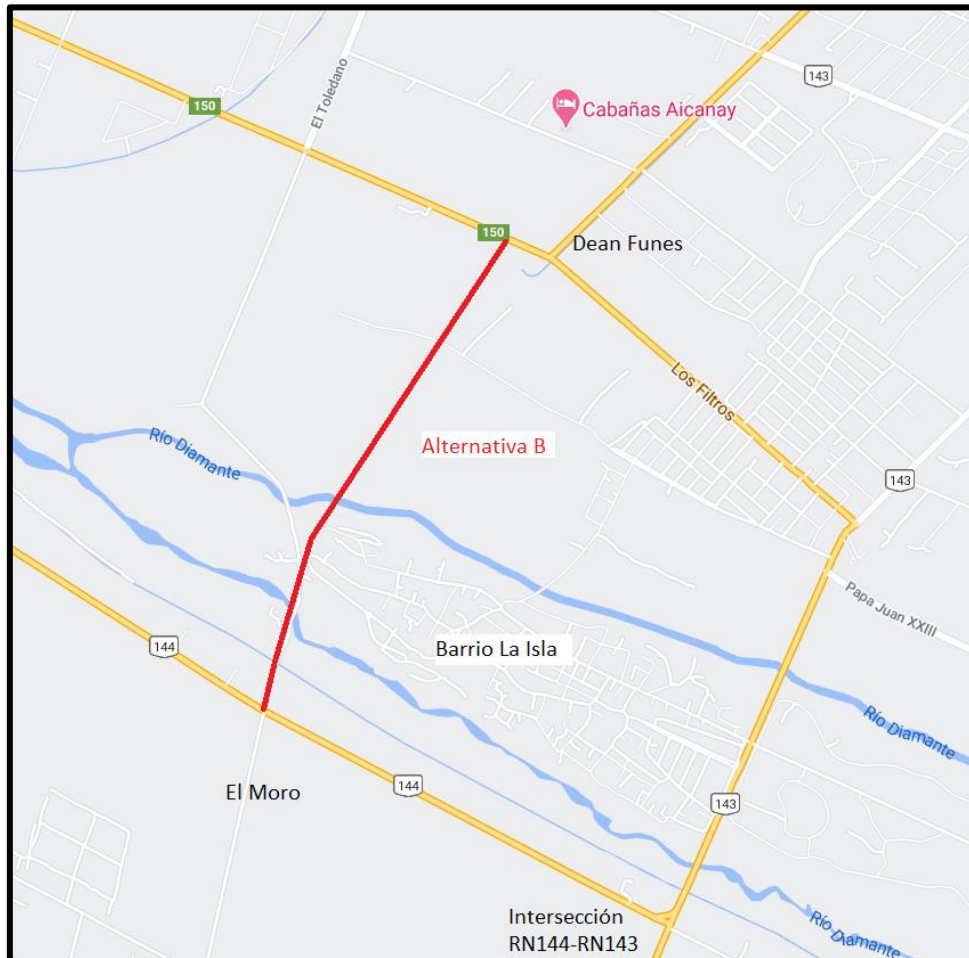 143
150
El Toledano
Cabañas Aicanay
150
Dean Funes
Los Filtros
Río Diamante
Alternativa B
143
Papa Juan XXIII
144
Barrio La Isla
Río Diamante
El Moro
144
143
Intersección
RN144-RN143
Río Diamante